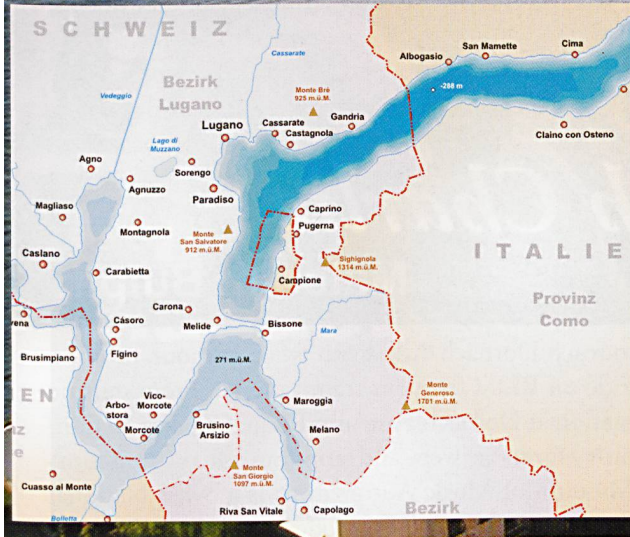 SCHWEIZ
Cassarate
Albogasio
San Mamette
Cima
Vedeggio
Bezirk
Lugano
Monte Brè
925 m.ü.M.
-288 m
Lugano
Cassarate
Castagnola
Gandria
Claino con Osteno
Lago di
Muzzano
Agno
Sorengo
Agnuzzo
Paradiso
Magliaso
Montagnola
Monte
San Salvatore
912 m.ü.M.
Caprino
Pugerna
ITALIE
Caslano
Carabietta
Sighignola
1314 m.ü.M.
Campione
Provinz
Como
Carona
Cásoro
Melide
Bissone
Mara
Brusimpiano
Figino
271 m.ü.M.
EN
Vico-
Morcote
Arbo-
stora
Morcote
Brusino-
Arsizio
Maroggia
Monte
Generoso
1701 m.ü.M.
Melano
Cuasso al Monte
Monte
San Giorgio
1097 m.ü.M.
Riva San Vitale
Capolago
Bezirk
Bolletta